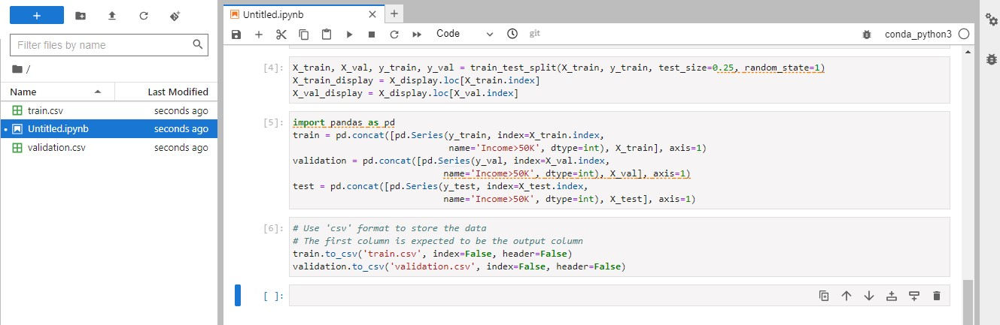 Untitled.ipynb
Code
git
conda_python3
Filter files by name
/
Name Last Modified
train.csv seconds ago
Untitled.ipynb seconds ago
validation.csv seconds ago
[4]: X_train, X_val, y_train, y_val = train_test_split(X_train, y_train, test_size=0.25, random_state=1)
X_train_display = X_display.loc[X_train.index]
X_val_display = X_display.loc[X_val.index]
[5]: import pandas as pd
train = pd.concat([pd.Series(y_train, index=X_train.index,
name='Income>50K', dtype=int), X_train], axis=1)
validation = pd.concat([pd.Series(y_val, index=X_val.index,
name='Income>50K', dtype=int), X_val], axis=1)
test = pd.concat([pd.Series(y_test, index=X_test.index,
name='Income>50K', dtype=int), X_test], axis=1)
[6]: # Use 'csv' format to store the data
# The first column is expected to be the output column
train.to_csv('train.csv', index=False, header=False)
validation.to_csv('validation.csv', index=False, header=False)
[ ]: